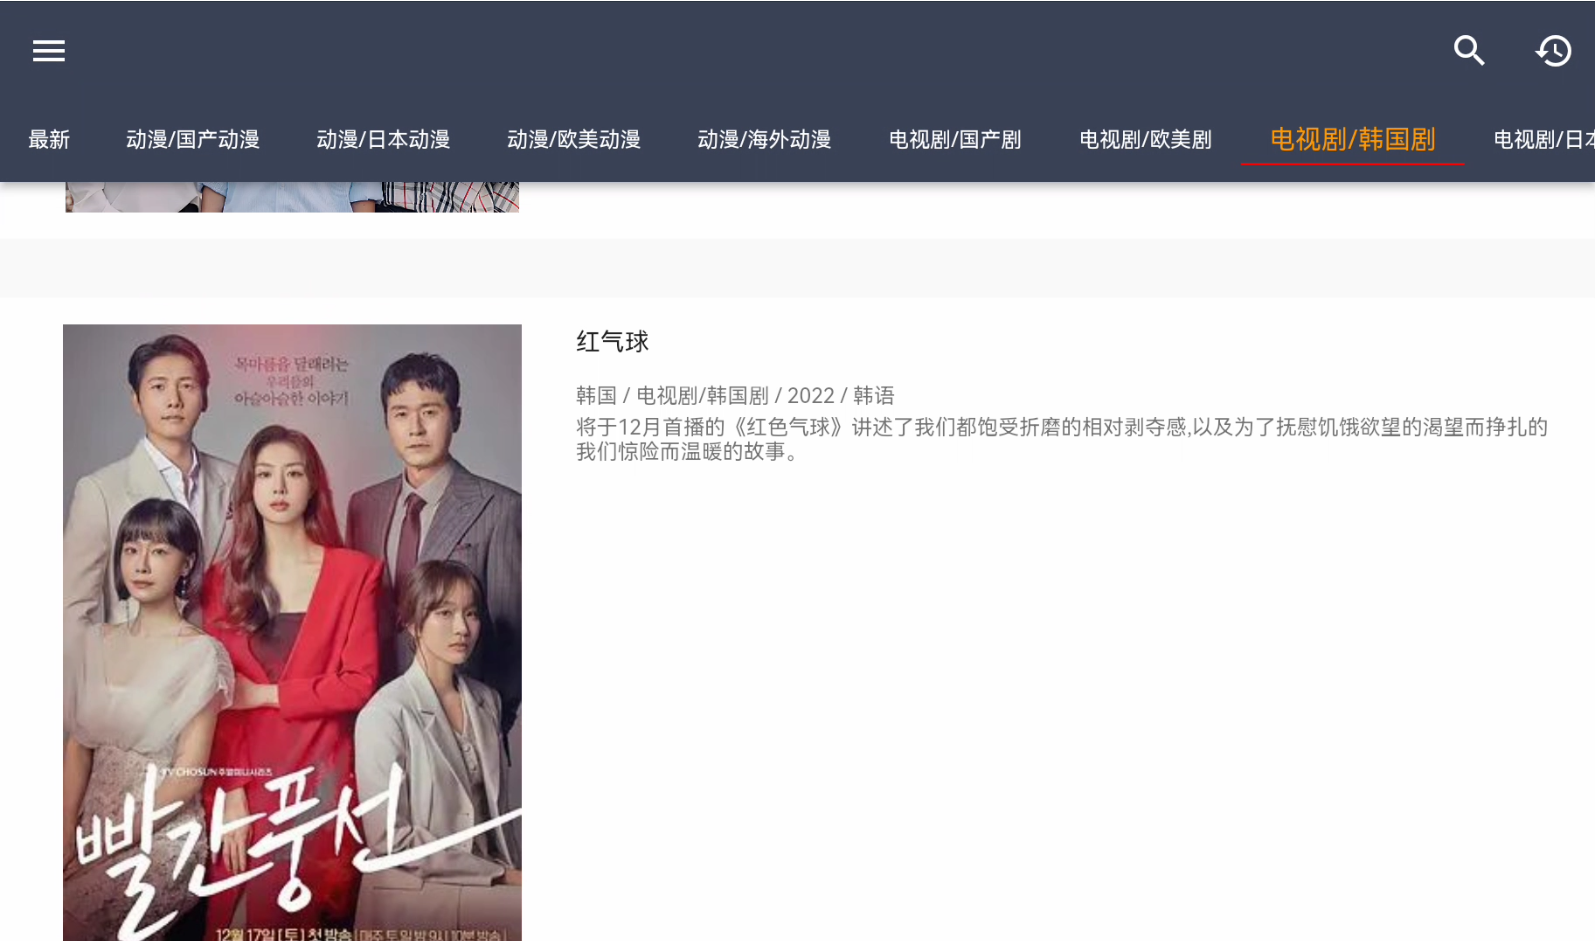 最新 动漫/国产动漫 动漫/日本动漫 动漫/欧美动漫 动漫/海外动漫 电视剧/国产剧 电视剧/欧美剧 电视剧/韩国剧 电视剧/日本
红气球
韩国 / 电视剧/韩国剧 / 2022 / 韩语
将于12月首播的《红色气球》讲述了我们都饱受折磨的相对剥夺感,以及为了抚慰饥饿欲望的渴望而挣扎的
我们惊险而温暖的故事。
목마름을 달래려는
우리들의
아슬아슬한 이야기
TV CHOSUN 주말미니시리즈
빨간풍선
12월 17일 [토] 첫방송 | 매주 토일 밤 9시 10분 방송